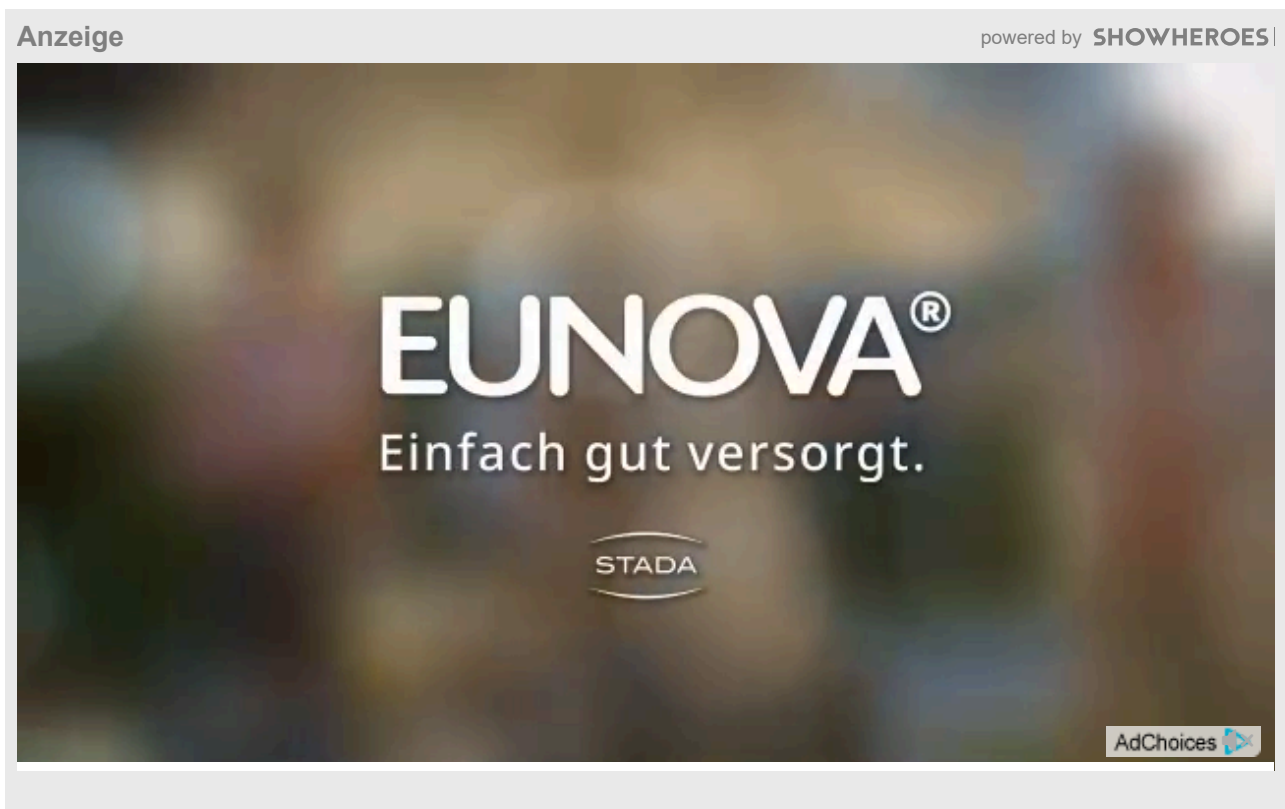 Anzeige
powered by SHOWHEROES
EUNOVA®
Einfach gut versorgt.
STADA
AdChoices